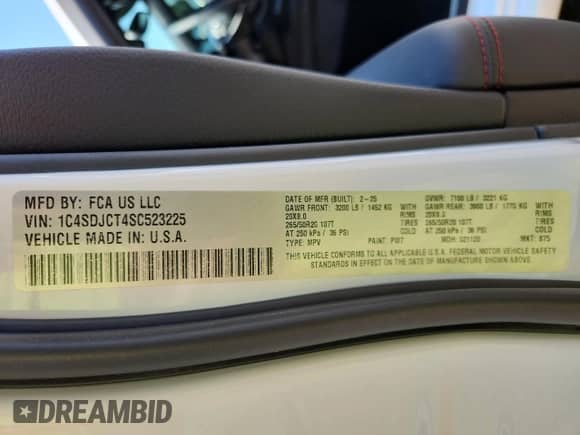 MFD BY: FCA US LLC
VIN: 1C4SDJCT4SC523225
VEHICLE MADE IN: U.S.A.
DATE OF MFR (BUILT): 2-25 GVWR: 7100 LB / 3221 KG
GAWR FRONT: 3200 LB / 1452 KG GAWR REAR: 3900 LB / 1770 KG
20X8.0 RIMS 20X8.0 RIMS
265/50R20 107T TIRES 265/50R20 107T TIRES
AT 250 kPa / 36 PSI COLD AT 250 kPa / 36 PSI COLD
TYPE: MPV PAINT: PW7 MDH: 021120 MKT: 875
THIS VEHICLE CONFORMS TO ALL APPLICABLE U.S.A. FEDERAL MOTOR VEHICLE SAFETY
STANDARDS IN EFFECT ON THE DATE OF MANUFACTURE SHOWN ABOVE.
DREAMBID